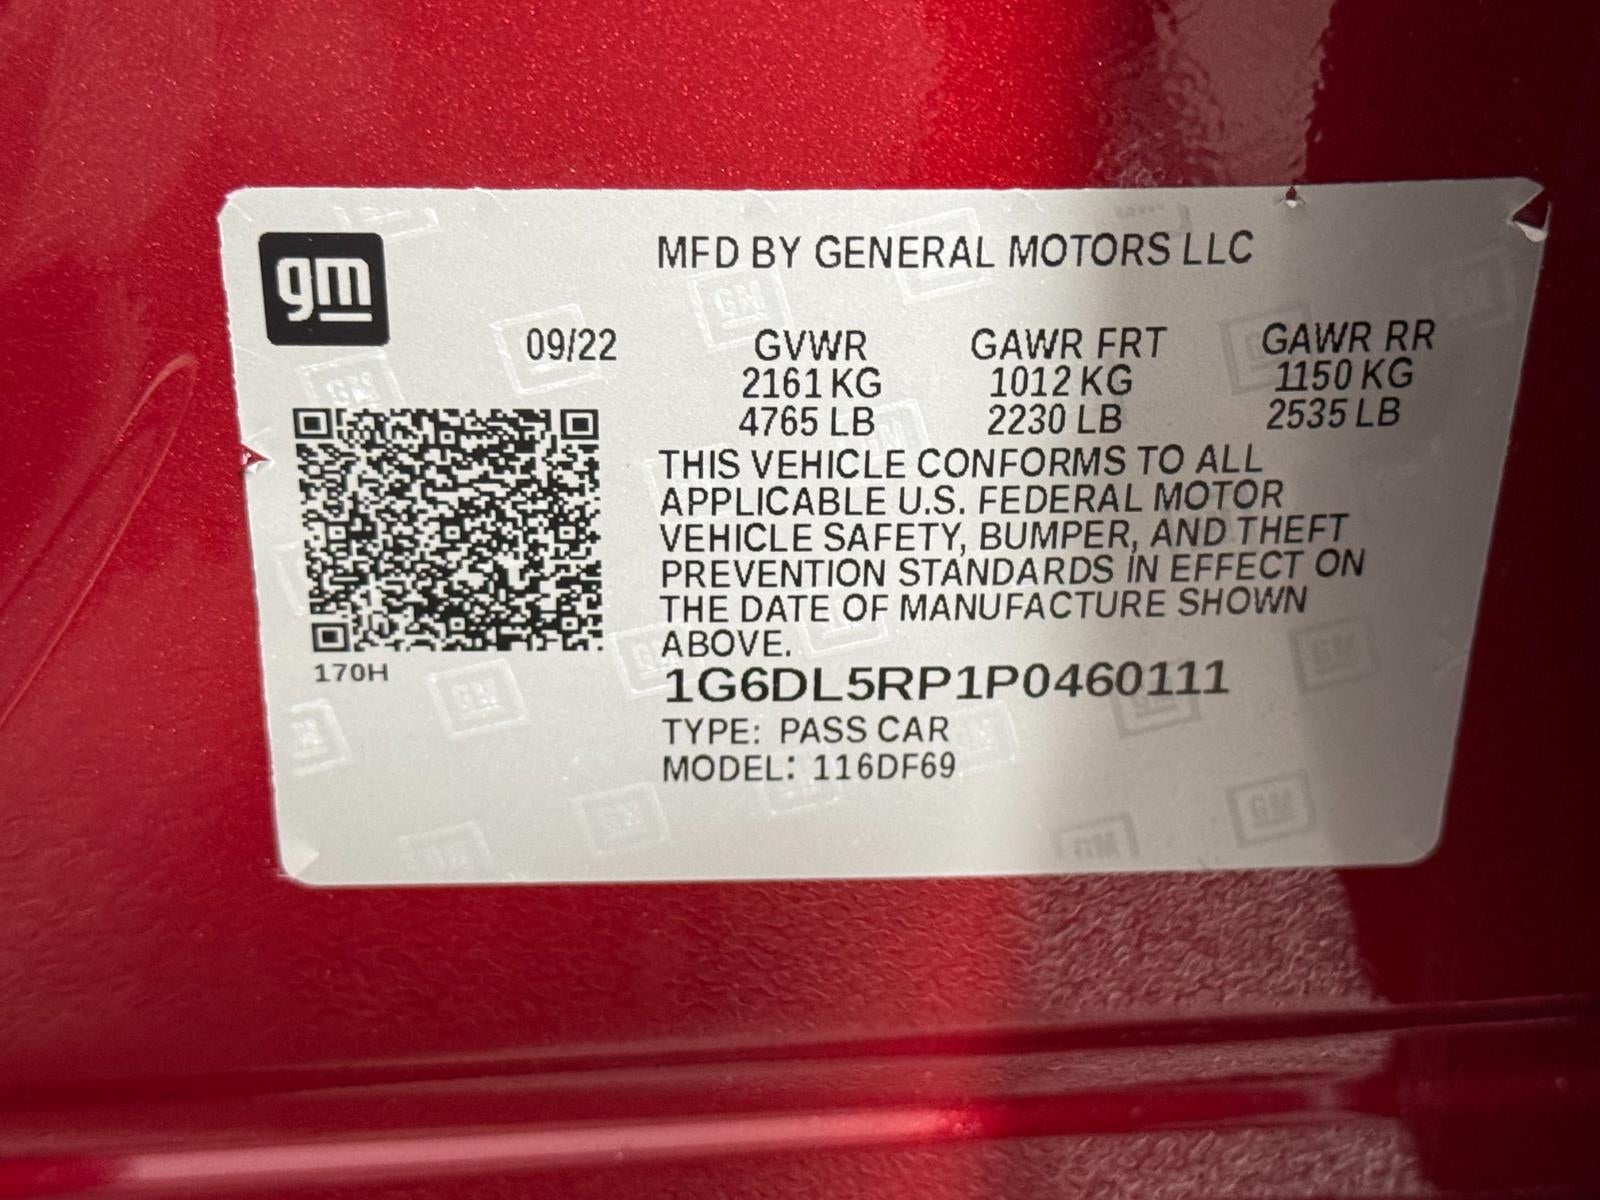 gm
MFD BY GENERAL MOTORS LLC
09/22
GVWR GAWR FRT GAWR RR
2161 KG 1012 KG 1150 KG
4765 LB 2230 LB 2535 LB
THIS VEHICLE CONFORMS TO ALL
APPLICABLE U.S. FEDERAL MOTOR
VEHICLE SAFETY, BUMPER, AND THEFT
PREVENTION STANDARDS IN EFFECT ON
THE DATE OF MANUFACTURE SHOWN
ABOVE.
170H
1G6DL5RP1P0460111
TYPE: PASS CAR
MODEL: 116DF69